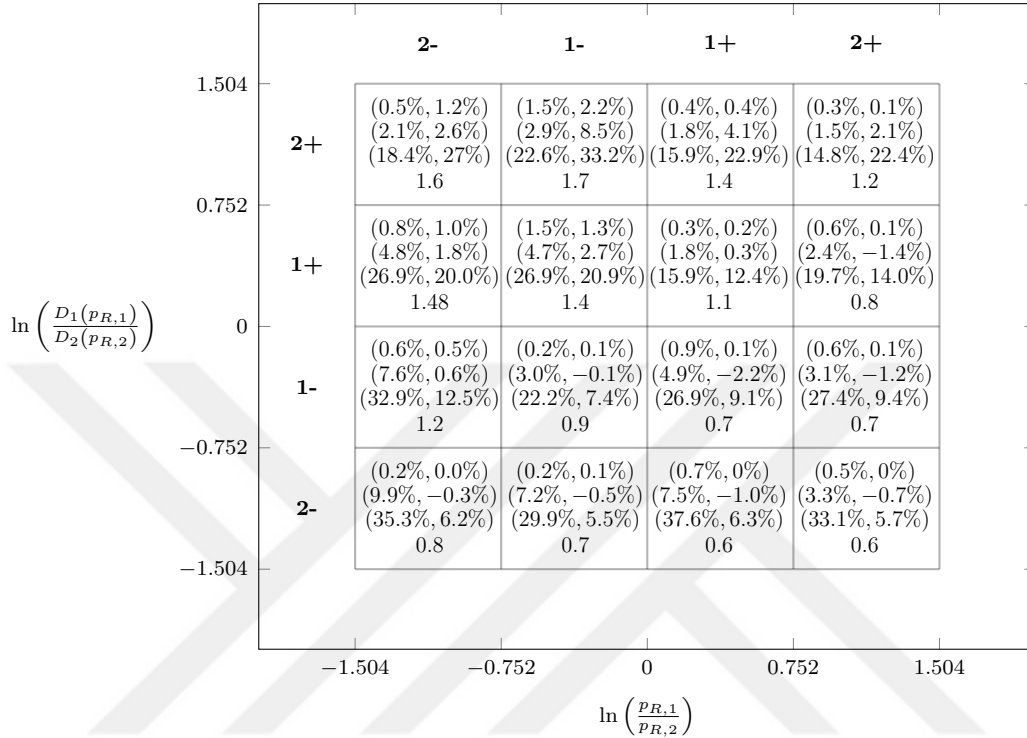 2- 1- 1+ 2+
1.504
2+
(0.5%, 1.2%) (1.5%, 2.2%) (0.4%, 0.4%) (0.3%, 0.1%)
(2.1%, 2.6%) (2.9%, 8.5%) (1.8%, 4.1%) (1.5%, 2.1%)
(18.4%, 27%) (22.6%, 33.2%) (15.9%, 22.9%) (14.8%, 22.4%)
1.6 1.7 1.4 1.2
0.752
1+
(0.8%, 1.0%) (1.5%, 1.3%) (0.3%, 0.2%) (0.6%, 0.1%)
(4.8%, 1.8%) (4.7%, 2.7%) (1.8%, 0.3%) (2.4%, −1.4%)
(26.9%, 20.0%) (26.9%, 20.9%) (15.9%, 12.4%) (19.7%, 14.0%)
1.48 1.4 1.1 0.8
ln(D₁(p_{R,1})/D₂(p_{R,2})) 0
1-
(0.6%, 0.5%) (0.2%, 0.1%) (0.9%, 0.1%) (0.6%, 0.1%)
(7.6%, 0.6%) (3.0%, −0.1%) (4.9%, −2.2%) (3.1%, −1.2%)
(32.9%, 12.5%) (22.2%, 7.4%) (26.9%, 9.1%) (27.4%, 9.4%)
1.2 0.9 0.7 0.7
−0.752
2-
(0.2%, 0.0%) (0.2%, 0.1%) (0.7%, 0%) (0.5%, 0%)
(9.9%, −0.3%) (7.2%, −0.5%) (7.5%, −1.0%) (3.3%, −0.7%)
(35.3%, 6.2%) (29.9%, 5.5%) (37.6%, 6.3%) (33.1%, 5.7%)
0.8 0.7 0.6 0.6
−1.504
−1.504 −0.752 0 0.752 1.504
ln(p_{R,1}/p_{R,2})